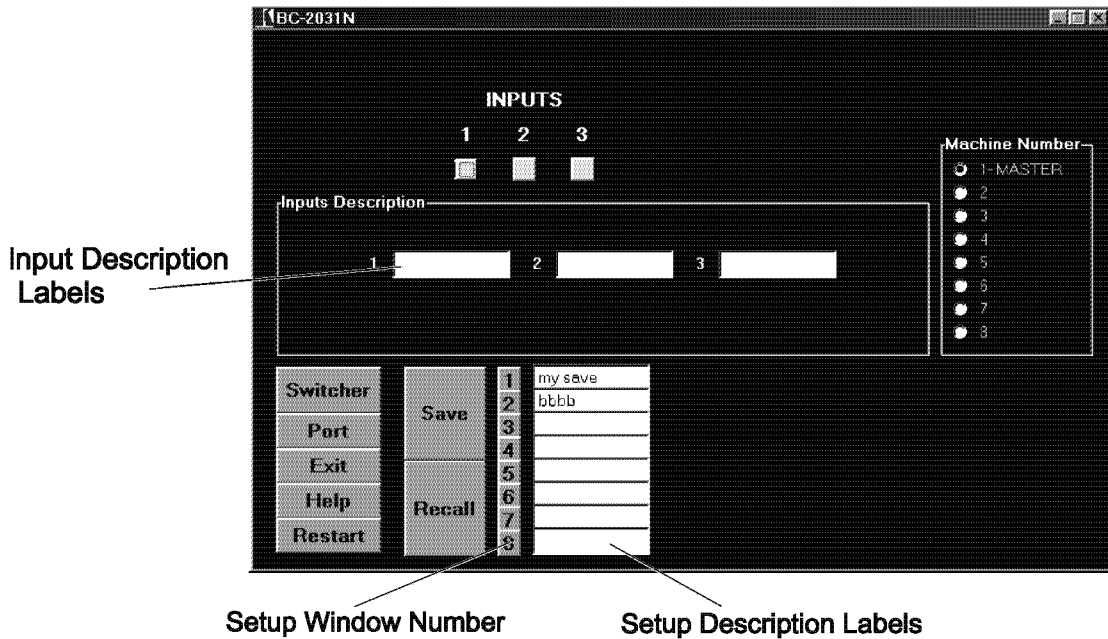 BC-2031N
INPUTS
1 2 3
Machine Number
1-MASTER
2
3
4
5
6
7
8
Inputs Description
1 2 3
Input Description
Labels
Switcher
Port
Exit
Help
Restart
Save
Recall
1 my save
2 bbbb
3
4
5
6
7
8
Setup Window Number
Setup Description Labels